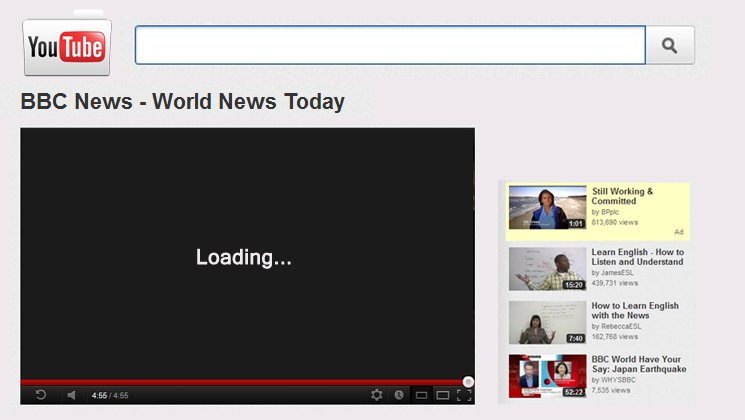 YouTube
BBC News - World News Today
Loading...
4:55 / 4:55
Still Working &
Committed
by BPplc
813,690 views
Ad
1:01
Learn English - How to
Listen and Understand
by JamesESL
439,731 views
15:20
How to Learn English
with the News
by RebeccaESL
162,768 views
7:40
BBC World Have Your
Say: Japan Earthquake
by WHYSBBC
7,535 views
52:22